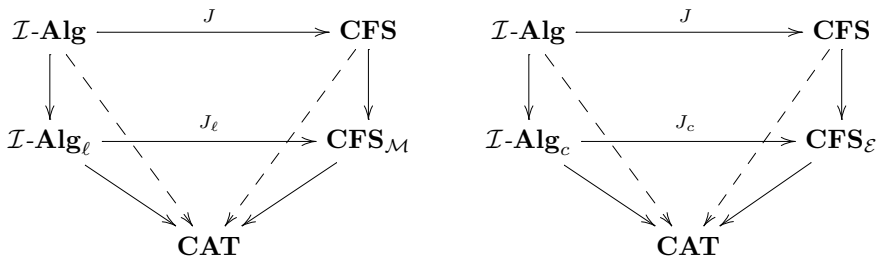 𝓘-Alg J CFS 𝓘-Alg J CFS
𝓘-Alg_ℓ J_ℓ CFS_𝓜 𝓘-Alg_c J_c CFS_𝓔
CAT CAT